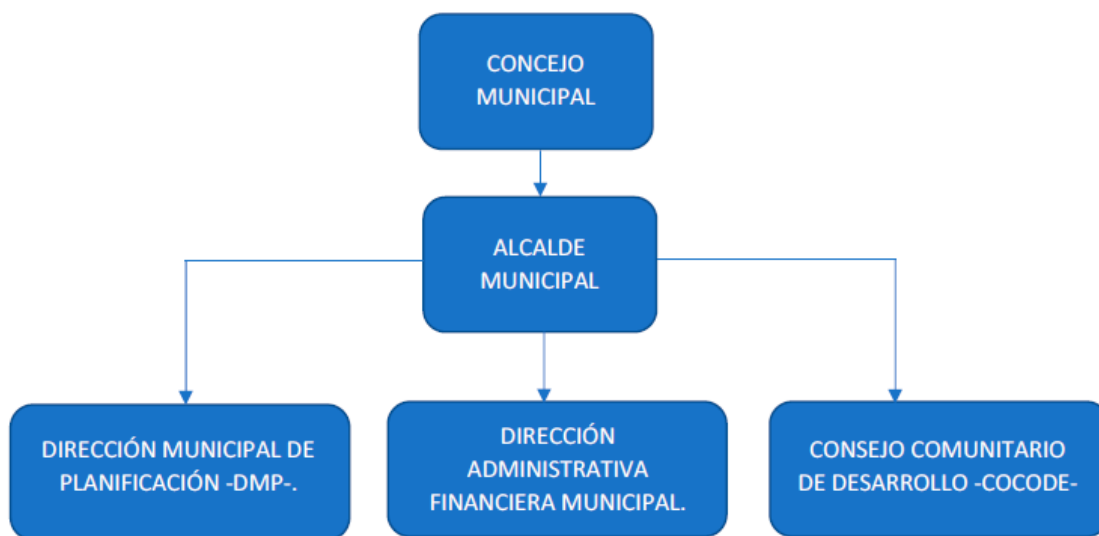 CONCEJO
MUNICIPAL
ALCALDE
MUNICIPAL
DIRECCIÓN MUNICIPAL DE
PLANIFICACIÓN -DMP-.
DIRECCIÓN
ADMINISTRATIVA
FINANCIERA MUNICIPAL.
CONSEJO COMUNITARIO
DE DESARROLLO -COCODE-